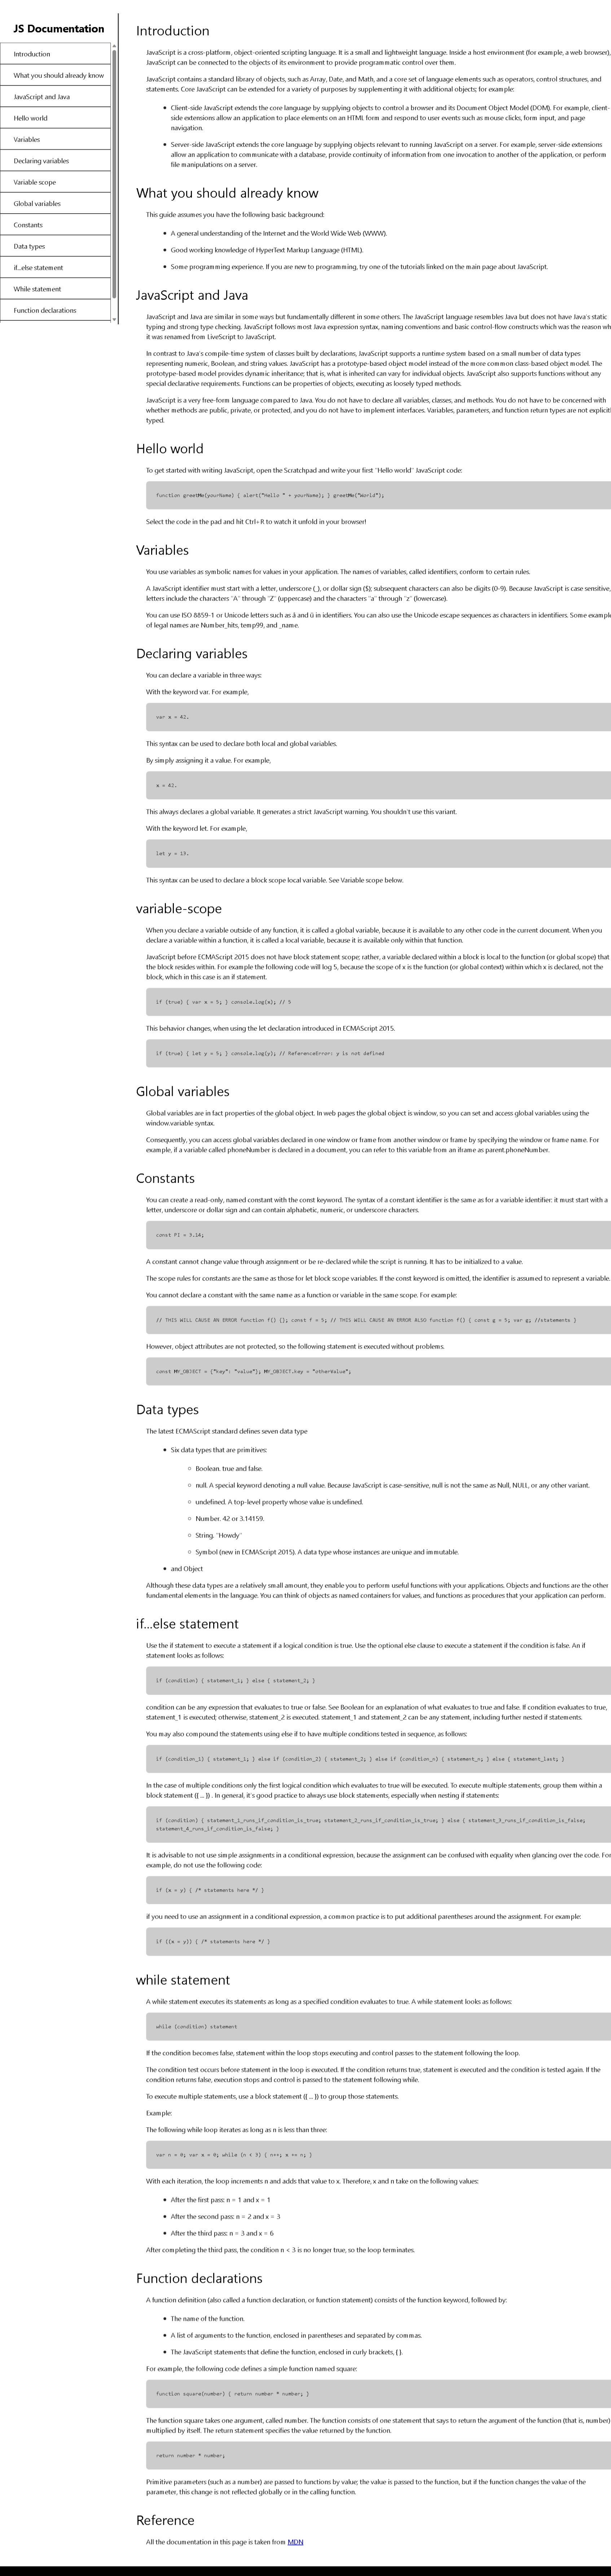 JS Documentation
Introduction
What you should already know
JavaScript and Java
Hello world
Variables
Declaring variables
Variable scope
Global variables
Constants
Data types
if...else statement
While statement
Function declarations
Introduction
JavaScript is a cross-platform, object-oriented scripting language. It is a small and lightweight language. Inside a host environment (for example, a web browser),
JavaScript can be connected to the objects of its environment to provide programmatic control over them.
JavaScript contains a standard library of objects, such as Array, Date, and Math, and a core set of language elements such as operators, control structures, and
statements. Core JavaScript can be extended for a variety of purposes by supplementing it with additional objects; for example:
Client-side JavaScript extends the core language by supplying objects to control a browser and its Document Object Model (DOM). For example, client-
side extensions allow an application to place elements on an HTML form and respond to user events such as mouse clicks, form input, and page
navigation.
Server-side JavaScript extends the core language by supplying objects relevant to running JavaScript on a server. For example, server-side extensions
allow an application to communicate with a database, provide continuity of information from one invocation to another of the application, or perform
file manipulations on a server.
What you should already know
This guide assumes you have the following basic background:
A general understanding of the Internet and the World Wide Web (WWW).
Good working knowledge of HyperText Markup Language (HTML).
Some programming experience. If you are new to programming, try one of the tutorials linked on the main page about JavaScript.
JavaScript and Java
JavaScript and Java are similar in some ways but fundamentally different in some others. The JavaScript language resembles Java but does not have Java's static
typing and strong type checking. JavaScript follows most Java expression syntax, naming conventions and basic control-flow constructs which was the reason wh
it was renamed from LiveScript to JavaScript.
In contrast to Java's compile-time system of classes built by declarations, JavaScript supports a runtime system based on a small number of data types
representing numeric, Boolean, and string values. JavaScript has a prototype-based object model instead of the more common class-based object model. The
prototype-based model provides dynamic inheritance; that is, what is inherited can vary for individual objects. JavaScript also supports functions without any
special declarative requirements. Functions can be properties of objects, executing as loosely typed methods.
JavaScript is a very free-form language compared to Java. You do not have to declare all variables, classes, and methods. You do not have to be concerned with
whether methods are public, private, or protected, and you do not have to implement interfaces. Variables, parameters, and function return types are not explicit
typed.
Hello world
To get started with writing JavaScript, open the Scratchpad and write your first "Hello world" JavaScript code:
function greetMe(yourName) { alert("Hello " + yourName); } greetMe("World");
Select the code in the pad and hit Ctrl+R to watch it unfold in your browser!
Variables
You use variables as symbolic names for values in your application. The names of variables, called identifiers, conform to certain rules.
A JavaScript identifier must start with a letter, underscore (_), or dollar sign ($); subsequent characters can also be digits (0-9). Because JavaScript is case sensitive,
letters include the characters "A" through "Z" (uppercase) and the characters "a" through "z" (lowercase).
You can use ISO 8859-1 or Unicode letters such as å and ü in identifiers. You can also use the Unicode escape sequences as characters in identifiers. Some example
of legal names are Number_hits, temp99, and _name.
Declaring variables
You can declare a variable in three ways:
With the keyword var. For example,
var x = 42.
This syntax can be used to declare both local and global variables.
By simply assigning it a value. For example,
x = 42.
This always declares a global variable. It generates a strict JavaScript warning. You shouldn't use this variant.
With the keyword let. For example,
let y = 13.
This syntax can be used to declare a block scope local variable. See Variable scope below.
variable-scope
When you declare a variable outside of any function, it is called a global variable, because it is available to any other code in the current document. When you
declare a variable within a function, it is called a local variable, because it is available only within that function.
JavaScript before ECMAScript 2015 does not have block statement scope; rather, a variable declared within a block is local to the function (or global scope) that
the block resides within. For example the following code will log 5, because the scope of x is the function (or global context) within which x is declared, not the
block, which in this case is an if statement.
if (true) { var x = 5; } console.log(x); // 5
This behavior changes, when using the let declaration introduced in ECMAScript 2015.
if (true) { let y = 5; } console.log(y); // ReferenceError: y is not defined
Global variables
Global variables are in fact properties of the global object. In web pages the global object is window, so you can set and access global variables using the
window.variable syntax.
Consequently, you can access global variables declared in one window or frame from another window or frame by specifying the window or frame name. For
example, if a variable called phoneNumber is declared in a document, you can refer to this variable from an iframe as parent.phoneNumber.
Constants
You can create a read-only, named constant with the const keyword. The syntax of a constant identifier is the same as for a variable identifier: it must start with a
letter, underscore or dollar sign and can contain alphabetic, numeric, or underscore characters.
const PI = 3.14;
A constant cannot change value through assignment or be re-declared while the script is running. It has to be initialized to a value.
The scope rules for constants are the same as those for let block scope variables. If the const keyword is omitted, the identifier is assumed to represent a variable.
You cannot declare a constant with the same name as a function or variable in the same scope. For example:
// THIS WILL CAUSE AN ERROR function f() {}; const f = 5; // THIS WILL CAUSE AN ERROR ALSO function f() { const g = 5; var g; //statements }
However, object attributes are not protected, so the following statement is executed without problems.
const MY_OBJECT = {"key": "value"}; MY_OBJECT.key = "otherValue";
Data types
The latest ECMAScript standard defines seven data type
Six data types that are primitives:
Boolean. true and false.
null. A special keyword denoting a null value. Because JavaScript is case-sensitive, null is not the same as Null, NULL, or any other variant.
undefined. A top-level property whose value is undefined.
Number. 42 or 3.14159.
String. "Howdy"
Symbol (new in ECMAScript 2015). A data type whose instances are unique and immutable.
and Object
Although these data types are a relatively small amount, they enable you to perform useful functions with your applications. Objects and functions are the other
fundamental elements in the language. You can think of objects as named containers for values, and functions as procedures that your application can perform.
if...else statement
Use the if statement to execute a statement if a logical condition is true. Use the optional else clause to execute a statement if the condition is false. An if
statement looks as follows:
if (condition) { statement_1; } else { statement_2; }
condition can be any expression that evaluates to true or false. See Boolean for an explanation of what evaluates to true and false. If condition evaluates to true,
statement_1 is executed; otherwise, statement_2 is executed. statement_1 and statement_2 can be any statement, including further nested if statements.
You may also compound the statements using else if to have multiple conditions tested in sequence, as follows:
if (condition_1) { statement_1; } else if (condition_2) { statement_2; } else if (condition_n) { statement_n; } else { statement_last; }
In the case of multiple conditions only the first logical condition which evaluates to true will be executed. To execute multiple statements, group them within a
block statement ({ ... }) . In general, it's good practice to always use block statements, especially when nesting if statements:
if (condition) { statement_1_runs_if_condition_is_true; statement_2_runs_if_condition_is_true; } else { statement_3_runs_if_condition_is_false;
statement_4_runs_if_condition_is_false; }
It is advisable to not use simple assignments in a conditional expression, because the assignment can be confused with equality when glancing over the code. For
example, do not use the following code:
if (x = y) { /* statements here */ }
if you need to use an assignment in a conditional expression, a common practice is to put additional parentheses around the assignment. For example:
if ((x = y)) { /* statements here */ }
while statement
A while statement executes its statements as long as a specified condition evaluates to true. A while statement looks as follows:
while (condition) statement
If the condition becomes false, statement within the loop stops executing and control passes to the statement following the loop.
The condition test occurs before statement in the loop is executed. If the condition returns true, statement is executed and the condition is tested again. If the
condition returns false, execution stops and control is passed to the statement following while.
To execute multiple statements, use a block statement ({ ... }) to group those statements.
Example:
The following while loop iterates as long as n is less than three:
var n = 0; var x = 0; while (n < 3) { n++; x += n; }
With each iteration, the loop increments n and adds that value to x. Therefore, x and n take on the following values:
After the first pass: n = 1 and x = 1
After the second pass: n = 2 and x = 3
After the third pass: n = 3 and x = 6
After completing the third pass, the condition n < 3 is no longer true, so the loop terminates.
Function declarations
A function definition (also called a function declaration, or function statement) consists of the function keyword, followed by:
The name of the function.
A list of arguments to the function, enclosed in parentheses and separated by commas.
The JavaScript statements that define the function, enclosed in curly brackets, { }.
For example, the following code defines a simple function named square:
function square(number) { return number * number; }
The function square takes one argument, called number. The function consists of one statement that says to return the argument of the function (that is, number)
multiplied by itself. The return statement specifies the value returned by the function.
return number * number;
Primitive parameters (such as a number) are passed to functions by value; the value is passed to the function, but if the function changes the value of the
parameter, this change is not reflected globally or in the calling function.
Reference
All the documentation in this page is taken from MDN